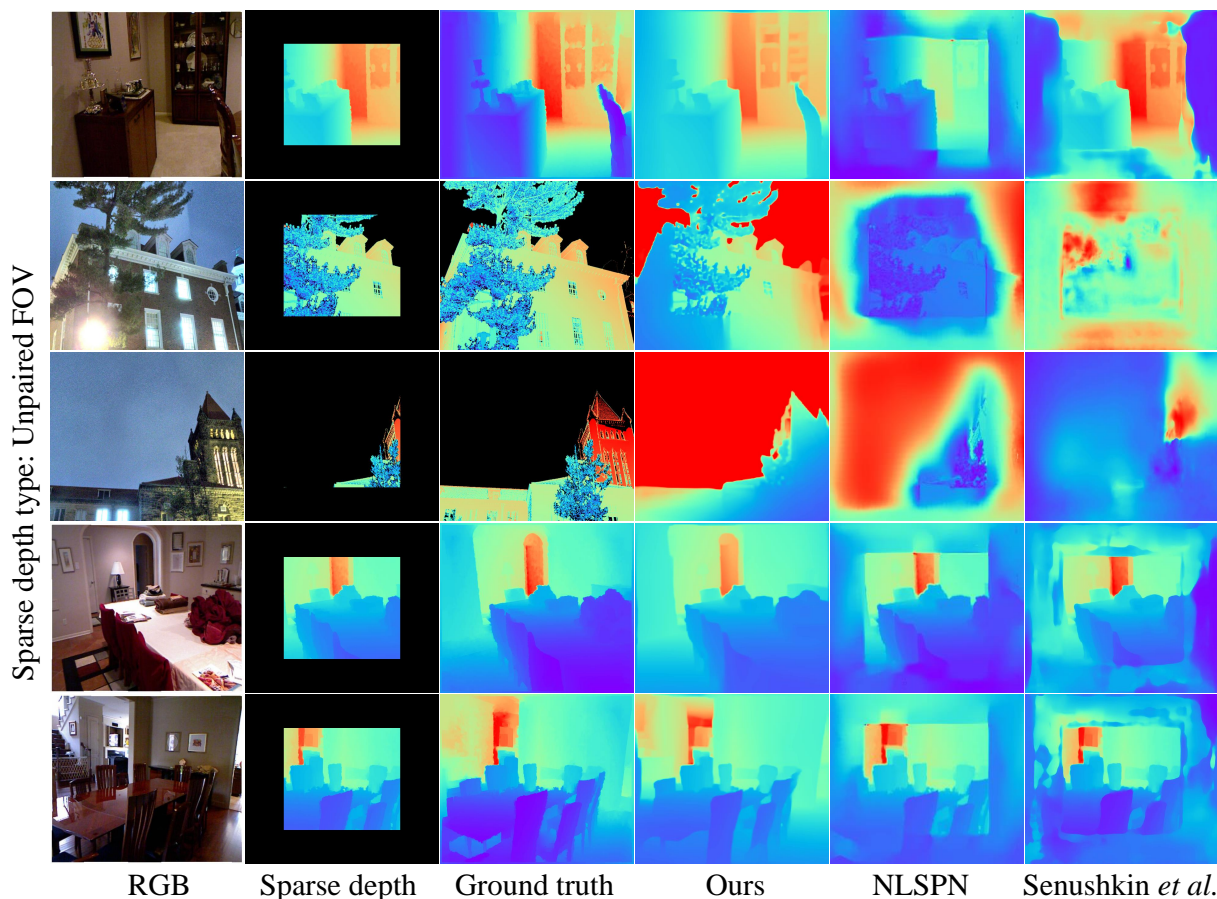 Sparse depth type: Unpaired FOV
RGB
Sparse depth
Ground truth
Ours
NLSPN
Senushkin et al.